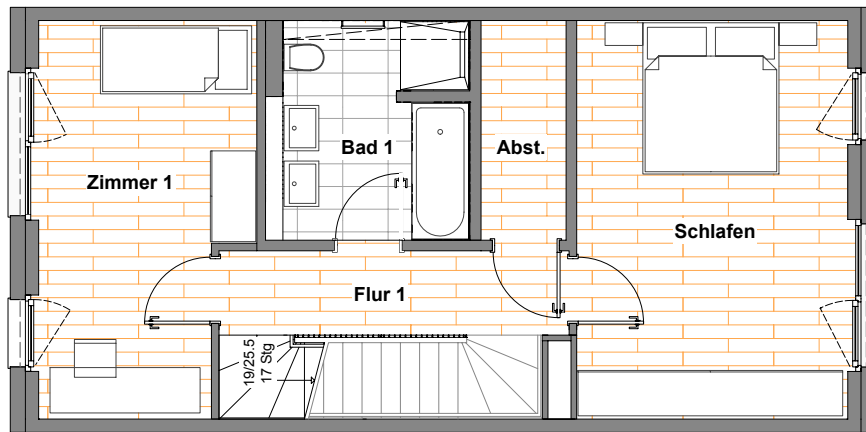 Bad 1
Abst.
Zimmer 1
Schlafen
Flur 1
19/25.5
17 Stg